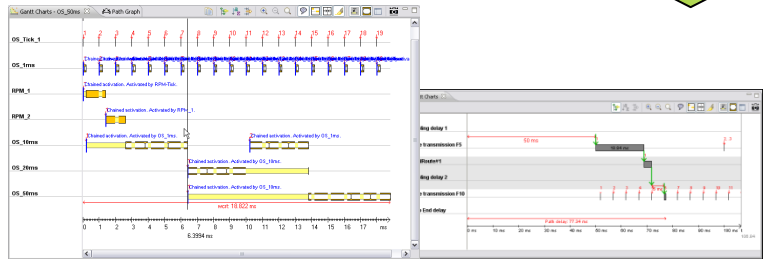 Gantt Charts - OS_50ms
Path Graph
OS_Tick_1
1 2 3 4 5 6 7 8 9 10 11 12 13 14 15 16 17 18 19
OS_1ms
RPM_1
Chained activation. Activated by RPM-Tick.
RPM_2
Chained activation. Activated by RPM_1.
OS_10ms
Chained activation. Activated by OS_1ms.
Chained activation. Activated by OS_1ms.
OS_20ms
Chained activation. Activated by OS_10ms.
OS_50ms
Chained activation. Activated by OS_10ms.
wcrt 18.822 ms
0 1 2 3 4 5 6 7 8 9 10 11 12 13 14 15 16 17 ms
6.3994 ms
tt Charts
ling delay 1
transmission F5
50 ms
Route#1
ling delay 2
transmission F10
End delay
Path delay: 77.24 ms
0 ms 10 ms 20 ms 30 ms 40 ms 50 ms 60 ms 70 ms 80 ms 90 ms 100 ms